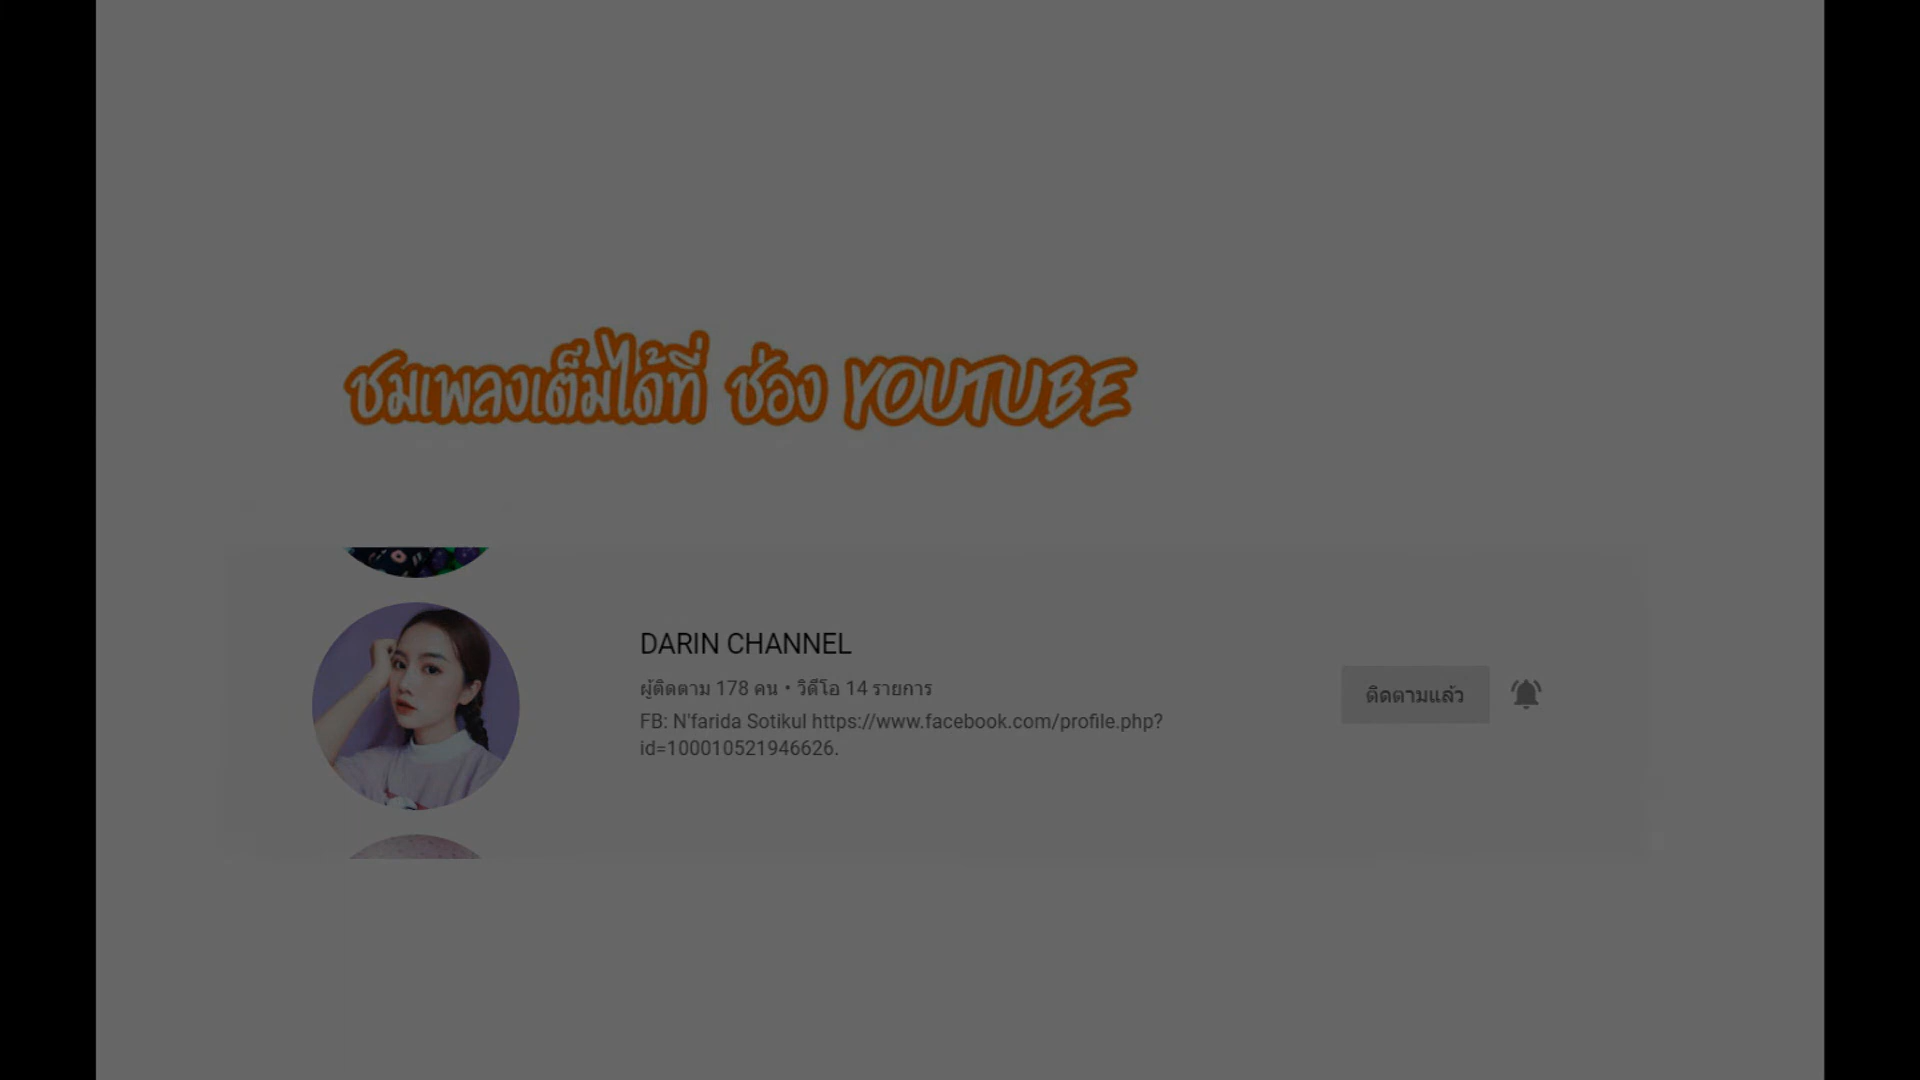 ชมเพลงเต็มได้ที่ ช่อง YOUTUBE
DARIN CHANNEL
ผู้ติดตาม 178 คน • วิดีโอ 14 รายการ
FB: N'farida Sotikul https://www.facebook.com/profile.php?
id=100010521946626.
ติดตามแล้ว